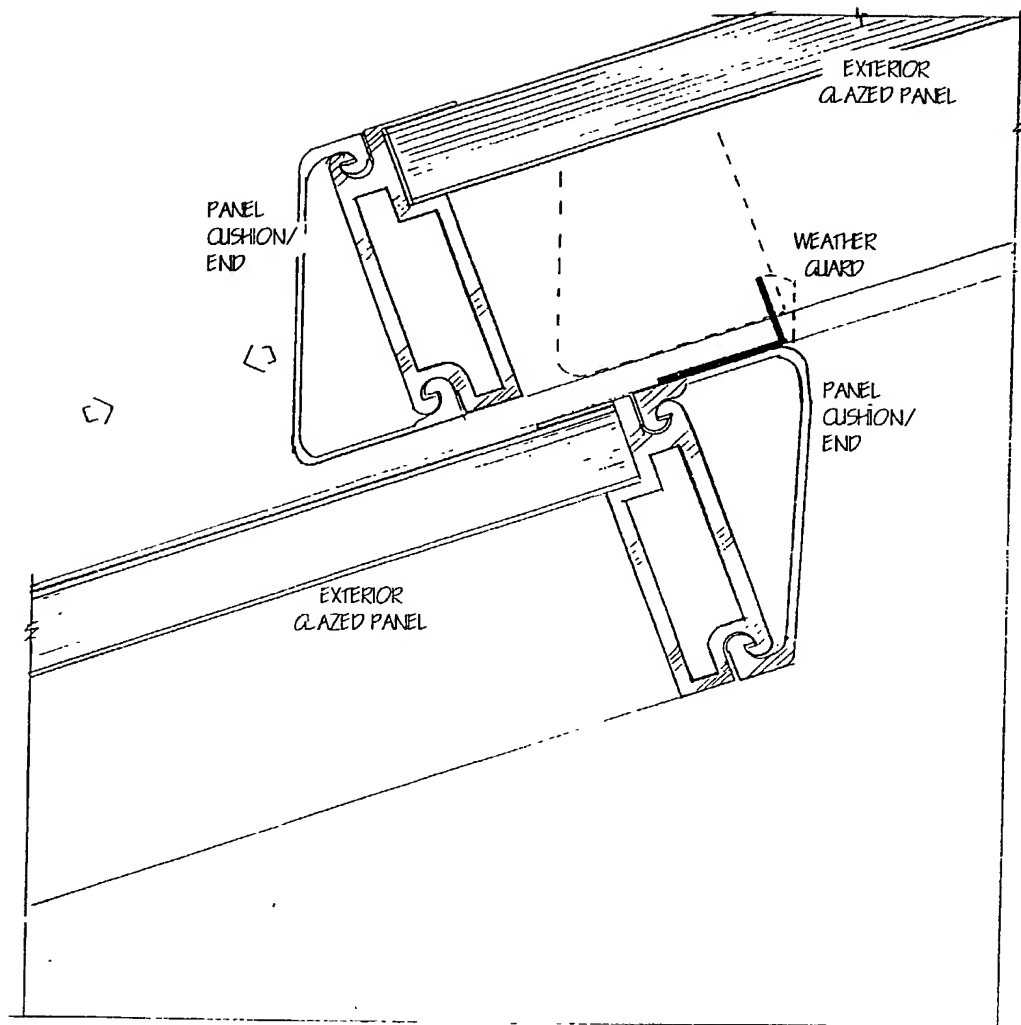 EXTERIOR
GLAZED PANEL
PANEL
CUSHION/
END
WEATHER
GUARD
PANEL
CUSHION/
END
EXTERIOR
GLAZED PANEL